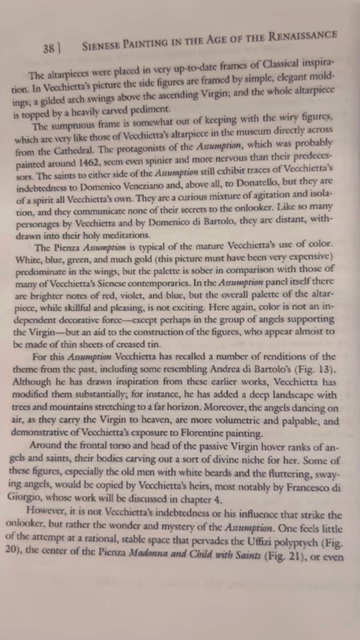 38 | SIENESE PAINTING IN THE AGE OF THE RENAISSANCE
The altarpieces were placed in very up-to-date frames of Classical inspira-
tion. In Vecchietta's picture the side figures are framed by simple, elegant mold-
ings; a gilded arch swings above the ascending Virgin; and the whole altarpiece
is topped by a heavily carved pediment.
The sumptuous frame is somewhat out of keeping with the wiry figures,
which are very like those of Vecchietta's altarpiece in the museum directly across
from the Cathedral. The protagonists of the Assumption, which was probably
painted around 1462, seem even spinier and more nervous than their predeces-
sors. The saints to either side of the Assumption still exhibit traces of Vecchietta's
indebtedness to Domenico Veneziano and, above all, to Donatello, but they are
of a spirit all Vecchietta's own. They are a curious mixture of agitation and isola-
tion, and they communicate none of their secrets to the onlooker. Like so many
personages by Vecchietta and by Domenico di Bartolo, they are distant, with-
drawn into their holy meditations.
The Pienza Assumption is typical of the mature Vecchietta's use of color.
White, blue, green, and much gold (this picture must have been very expensive)
predominate in the wings, but the palette is sober in comparison with those of
many of Vecchietta's Sienese contemporaries. In the Assumption panel itself there
are brighter notes of red, violet, and blue, but the overall palette of the altar-
piece, while skillful and pleasing, is not exciting. Here again, color is not an in-
dependent decorative force—except perhaps in the group of angels supporting
the Virgin—but an aid to the construction of the figures, who appear almost to
be made of thin sheets of creased tin.
For this Assumption Vecchietta has recalled a number of renditions of the
theme from the past, including some resembling Andrea di Bartolo's (Fig. 13).
Although he has drawn inspiration from these earlier works, Vecchietta has
modified them substantially; for instance, he has added a deep landscape with
trees and mountains stretching to a far horizon. Moreover, the angels dancing on
air, as they carry the Virgin to heaven, are more volumetric and palpable, and
demonstrative of Vecchietta's exposure to Florentine painting.
Around the frontal torso and head of the passive Virgin hover ranks of an-
gels and saints, their bodies carving out a sort of divine niche for her. Some of
these figures, especially the old men with white beards and the fluttering, sway-
ing angels, would be copied by Vecchietta's heirs, most notably by Francesco di
Giorgio, whose work will be discussed in chapter 4.
However, it is not Vecchietta's indebtedness or his influence that strike the
onlooker, but rather the wonder and mystery of the Assumption. One feels little
of the attempt at a rational, stable space that pervades the Uffizi polyptych (Fig.
20), the center of the Pienza Madonna and Child with Saints (Fig. 21), or even